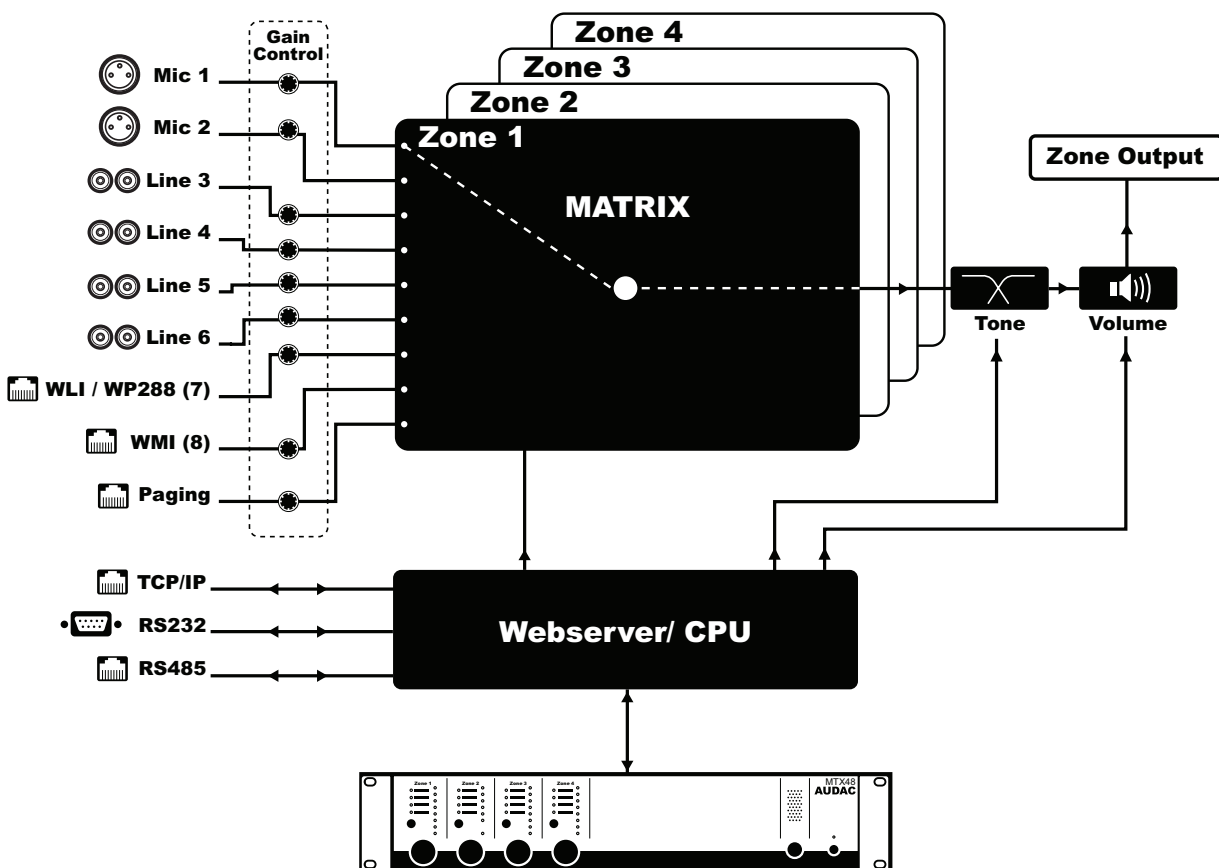 Zone 4
Zone 3
Zone 2
Zone 1
Gain
Control
Mic 1
Mic 2
Line 3
Line 4
Line 5
Line 6
WLI / WP288 (7)
WMI (8)
Paging
MATRIX
Zone Output
Tone
Volume
TCP/IP
RS232
RS485
Webserver/ CPU
Zone 1
Zone 2
Zone 3
Zone 4
MTX48
AUDAC